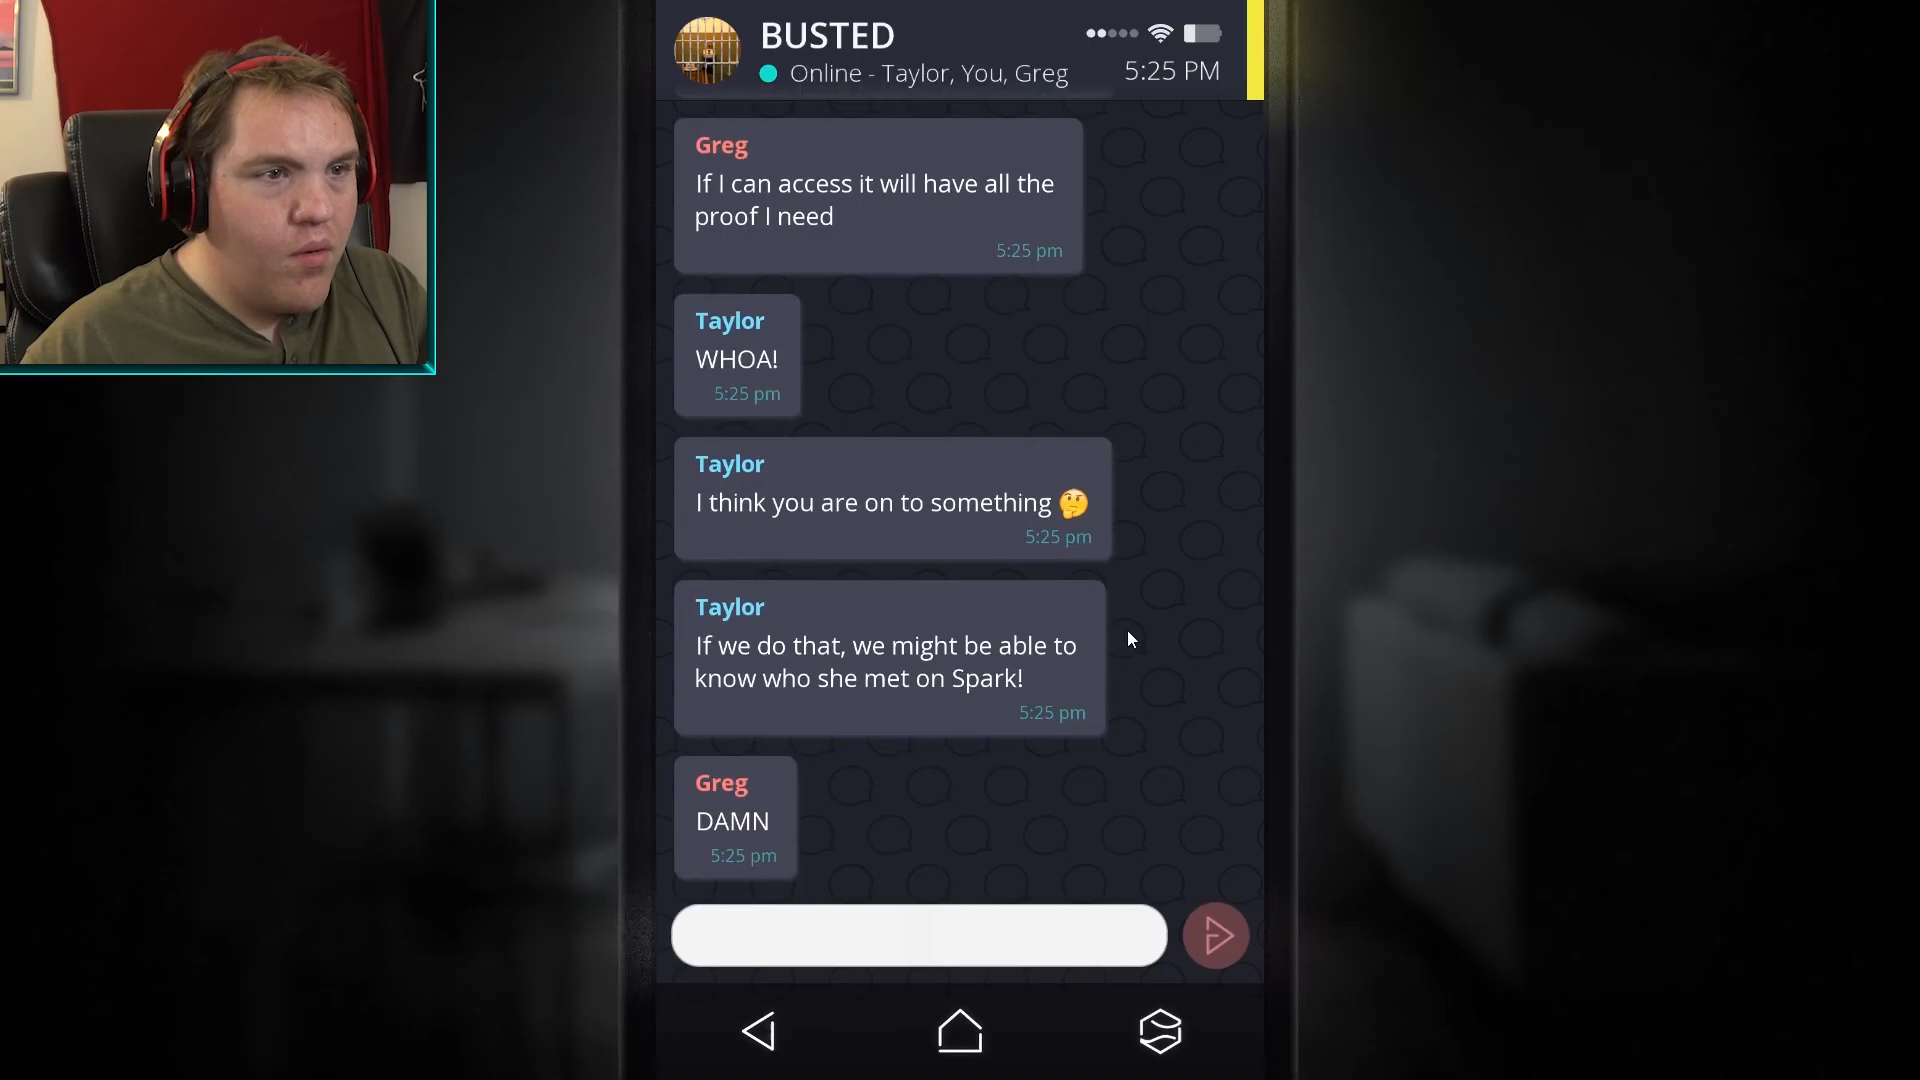 BUSTED
Online - Taylor, You, Greg
5:25 PM
Greg
If I can access it will have all the
proof I need
5:25 pm
Taylor
WHOA!
5:25 pm
Taylor
I think you are on to something 🤔
5:25 pm
Taylor
If we do that, we might be able to
know who she met on Spark!
5:25 pm
Greg
DAMN
5:25 pm